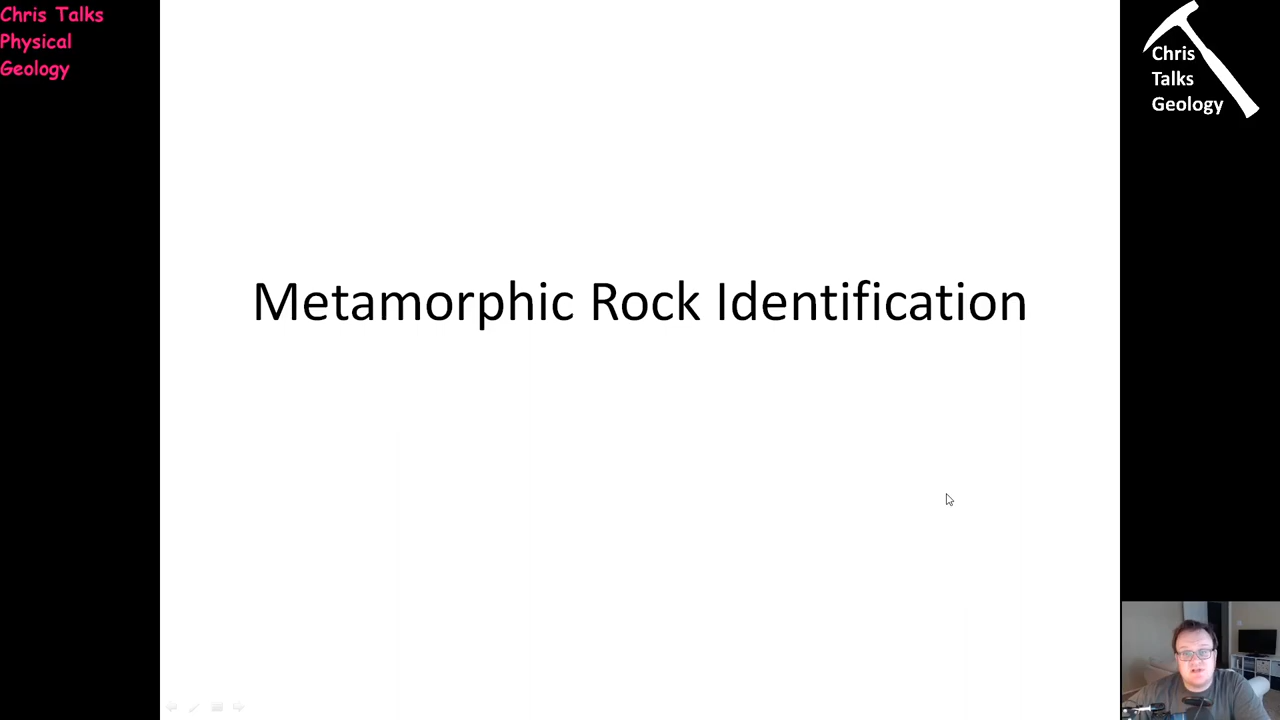 Chris Talks
Physical
Geology
Chris
Talks
Geology
Metamorphic Rock Identification